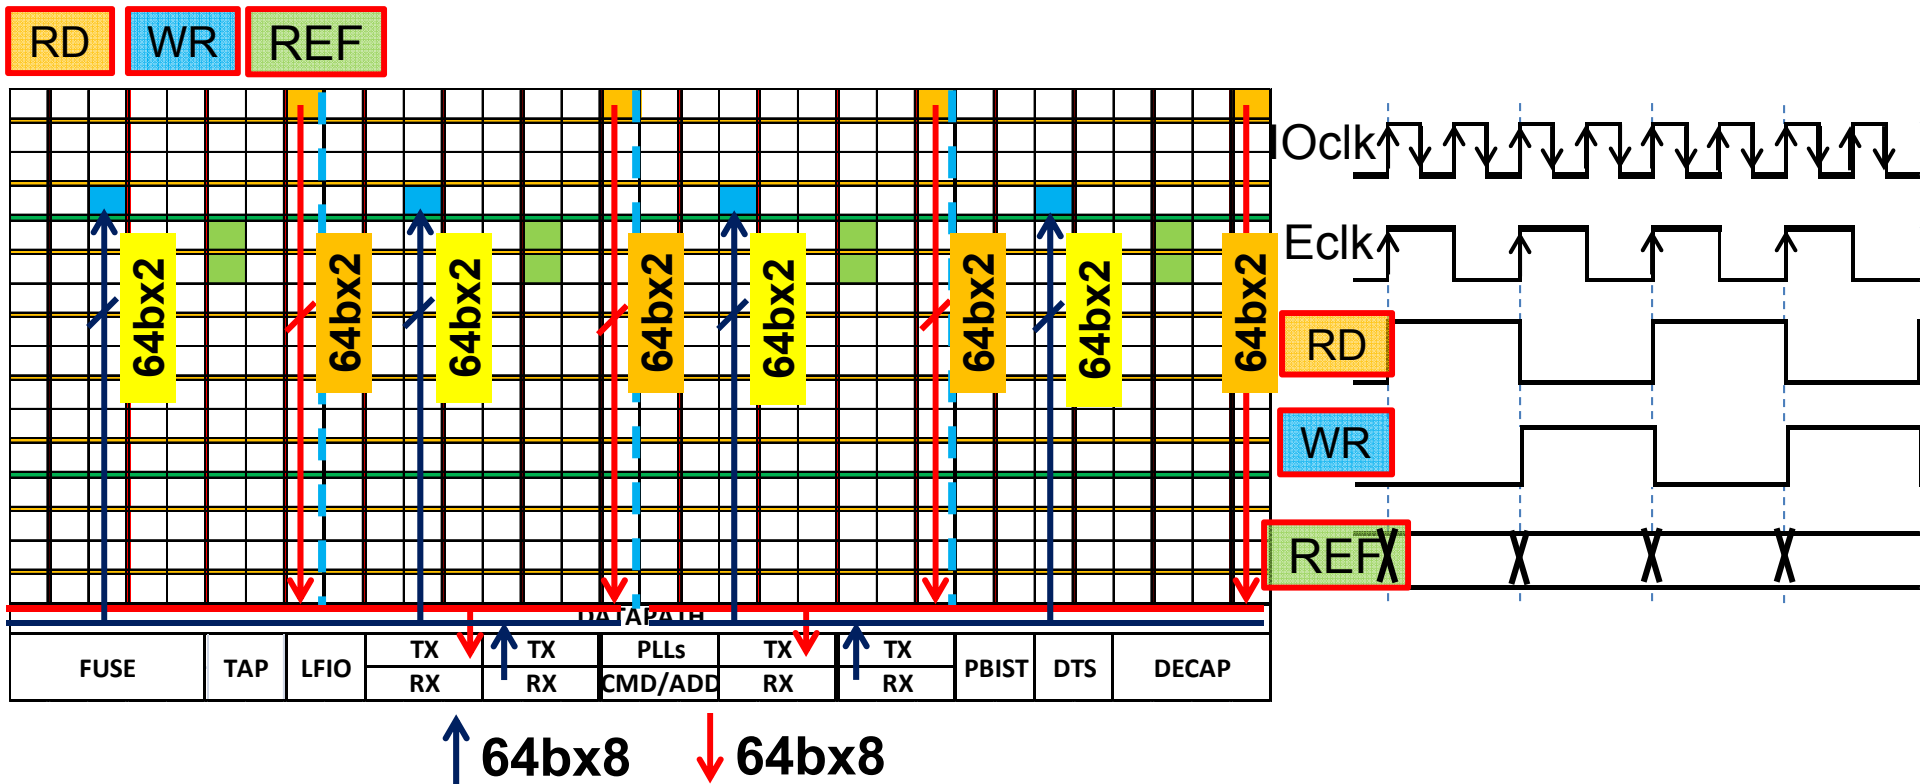 RD WR REF
IOclk
Eclk
RD
WR
REF
64bx2 64bx2 64bx2 64bx2 64bx2 64bx2 64bx2 64bx2
DATAPATH
FUSE TAP LFIO TX TX PLLs TX TX PBIST DTS DECAP
RX RX CMD/ADD RX RX
64bx8 64bx8